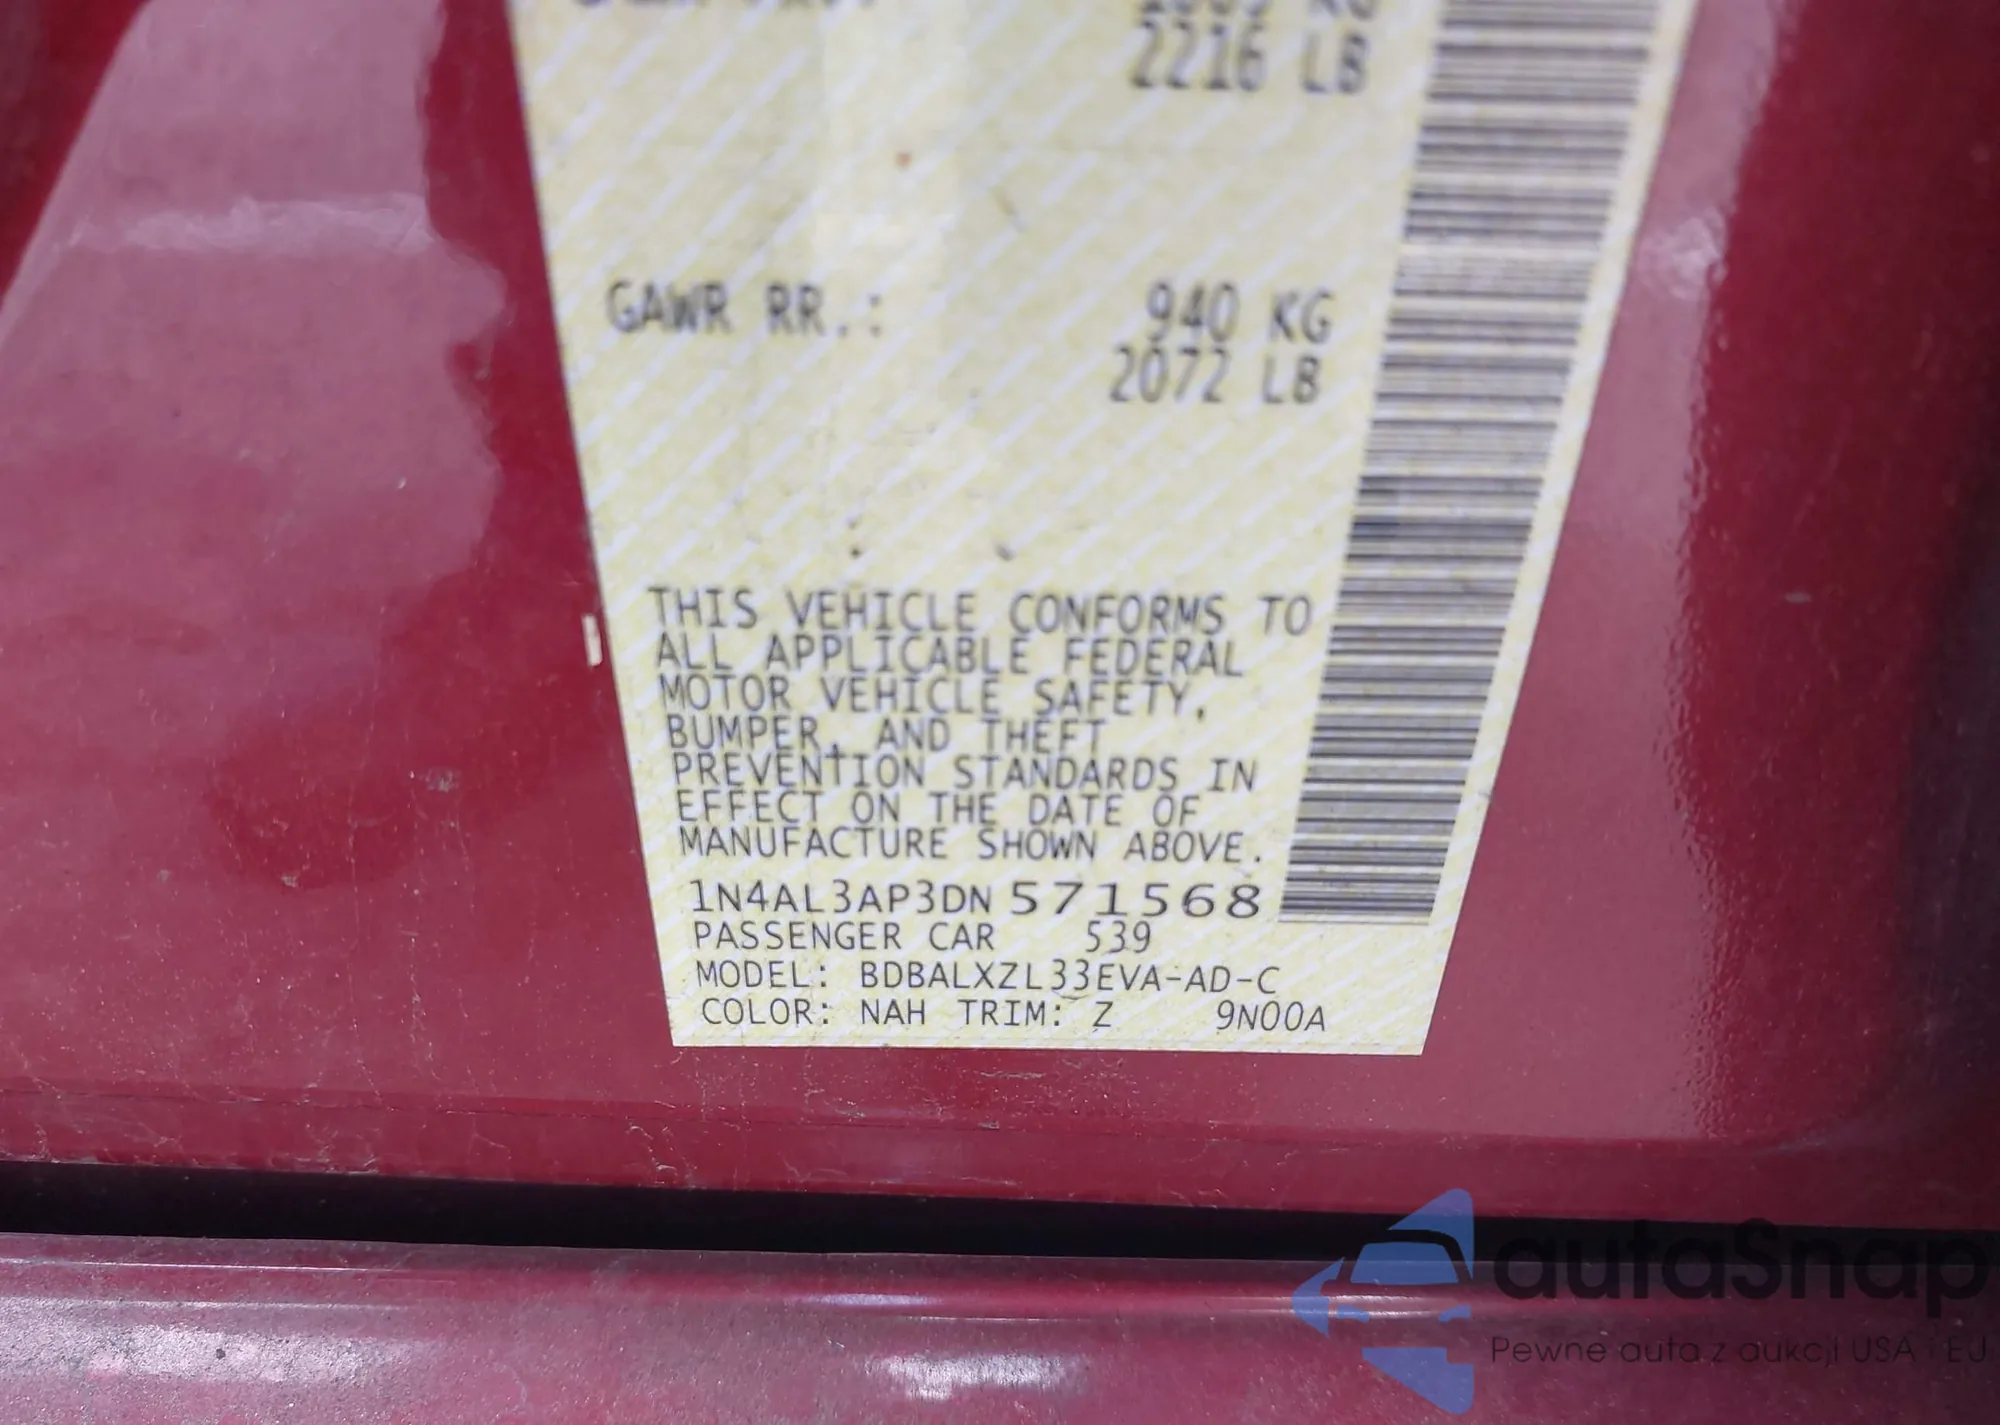 2216 LB
GAWR RR.: 940 KG
2072 LB
THIS VEHICLE CONFORMS TO
ALL APPLICABLE FEDERAL
MOTOR VEHICLE SAFETY,
BUMPER, AND THEFT
PREVENTION STANDARDS IN
EFFECT ON THE DATE OF
MANUFACTURE SHOWN ABOVE.
1N4AL3AP3DN571568
PASSENGER CAR 539
MODEL: BDBALXZL33EVA-AD-C
COLOR: NAH TRIM: Z 9N00A
autaSnap
Pewne auta z aukcji USA i EU